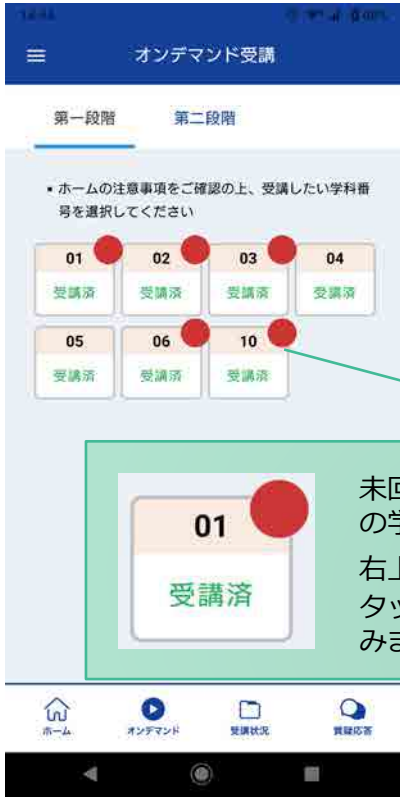 オンデマンド受講
第一段階 第二段階
▪ ホームの注意事項をご確認の上、受講したい学科番
号を選択してください
01 02 03 04
受講済 受講済 受講済 受講済
05 06 10
受講済 受講済 受講済
01
受講済
未回
の学
右上
タッ
みま
ホーム オンデマンド 受講状況 質疑応答